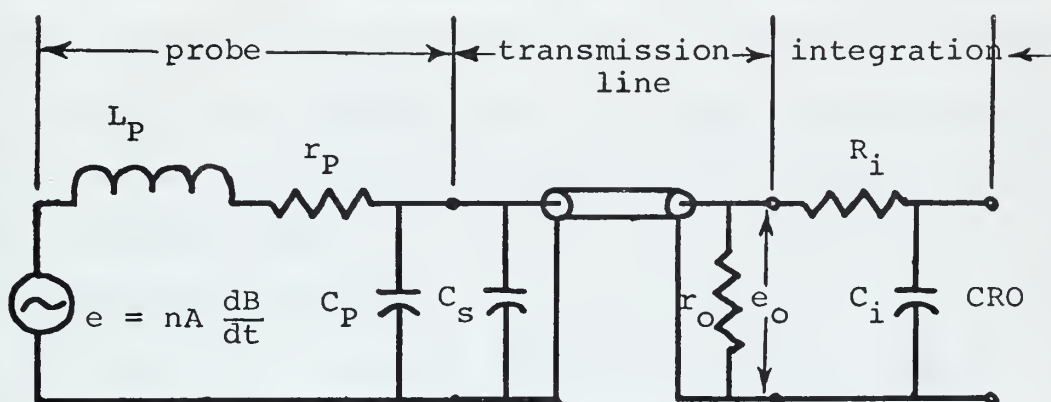 probe
transmission
line
integration
L_P
r_P
R_i
e = nA dB/dt
C_P
C_s
r_o
e_o
C_i
CRO